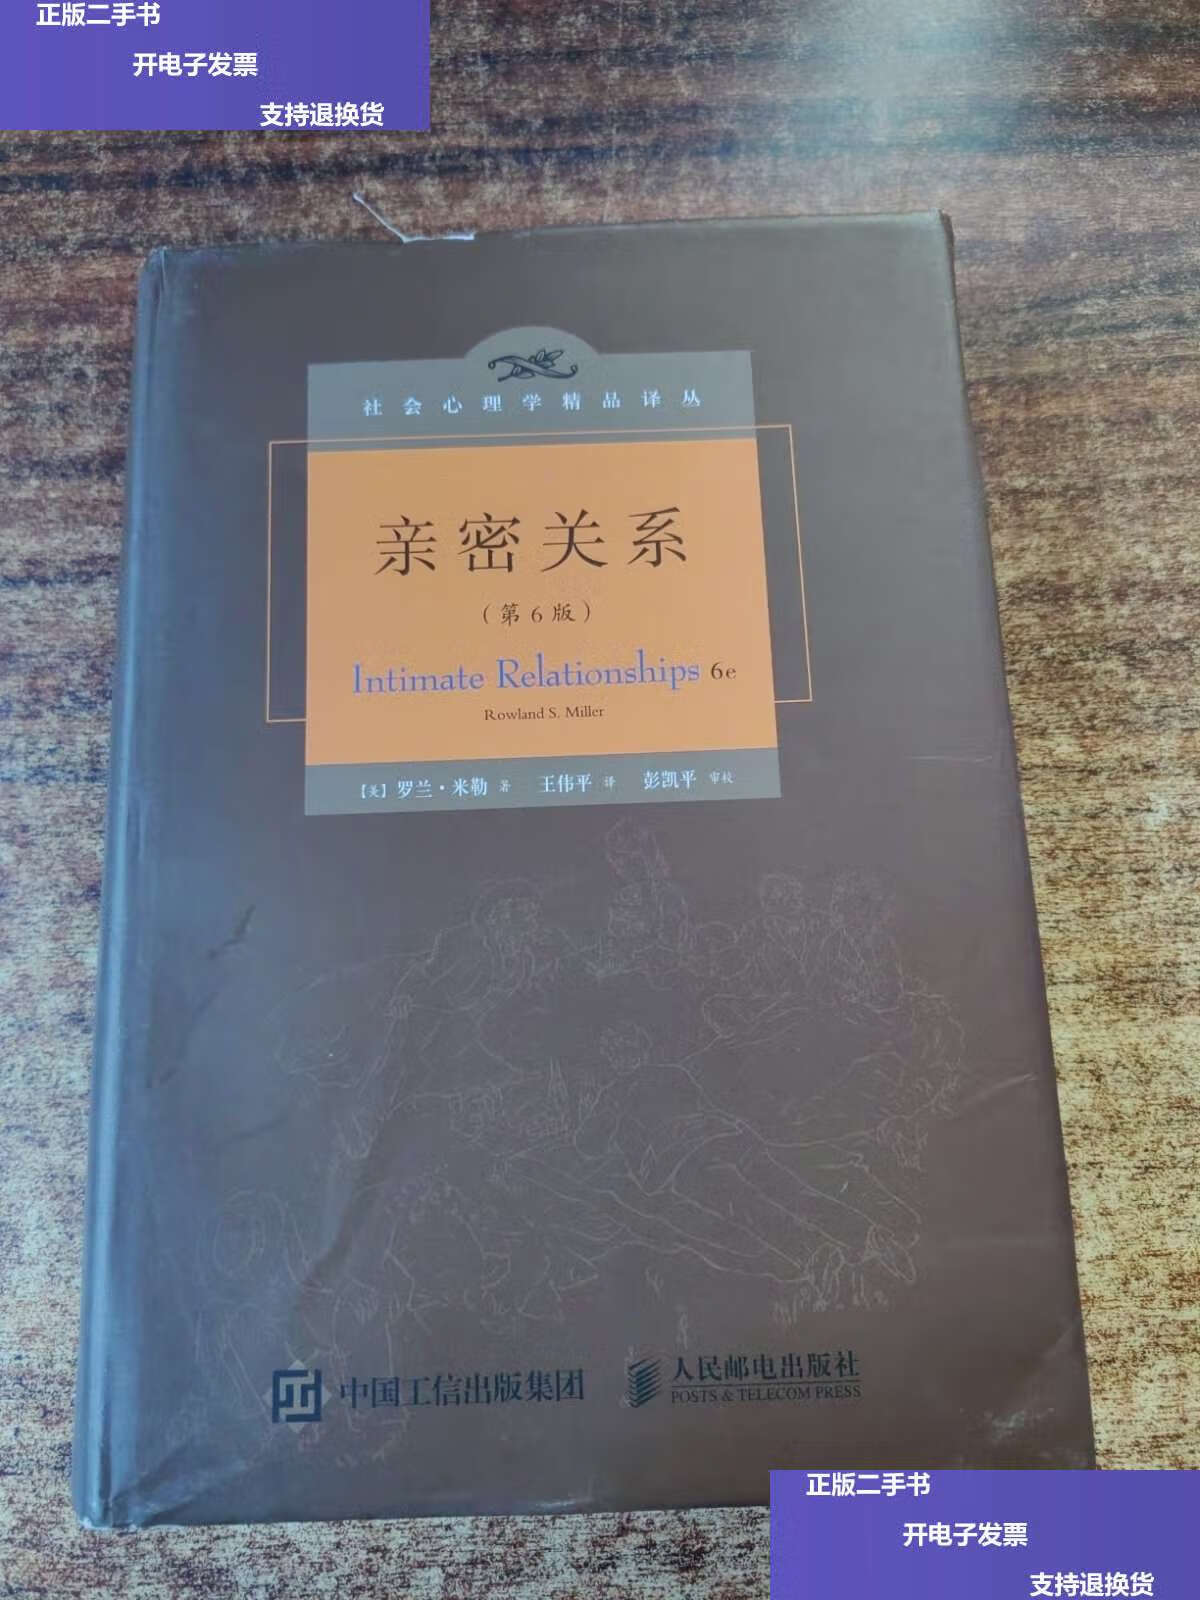 正版二手书
开电子发票
支持退换货
社会心理学精品译丛
亲密关系
（第6版）
Intimate Relationships 6e
Rowland S. Miller
【美】罗兰·米勒 著 王伟平 译 彭凯平 审校
中国工信出版集团
人民邮电出版社
POSTS & TELECOM PRESS
正版二手书
开电子发票
支持退换货